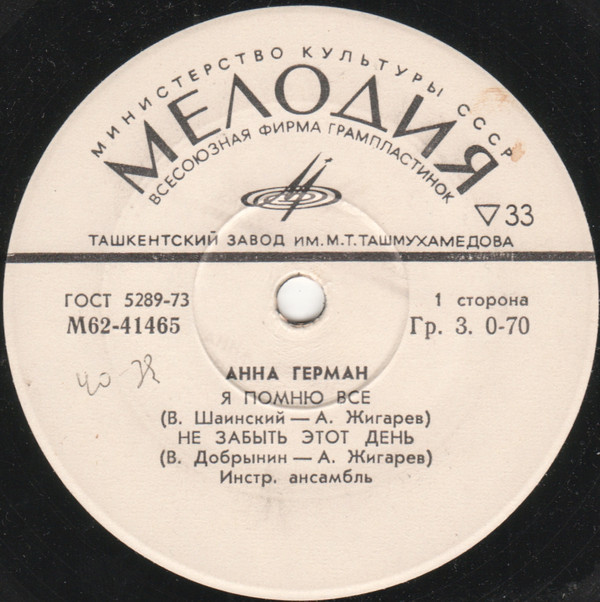 МИНИСТЕРСТВО КУЛЬТУРЫ СССР
МЕЛОДИЯ
ВСЕСОЮЗНАЯ ФИРМА ГРАМПЛАСТИНОК
▽33
ТАШКЕНТСКИЙ ЗАВОД ИМ. М.Т.ТАШМУХАМЕДОВА
ГОСТ 5289-73
1 сторона
М62-41465
Гр. 3. 0-70
АННА ГЕРМАН
Я ПОМНЮ ВСЕ
(В. Шаинский — А. Жигарев)
НЕ ЗАБЫТЬ ЭТОТ ДЕНЬ
(В. Добрынин — А. Жигарев)
Инстр. ансамбль